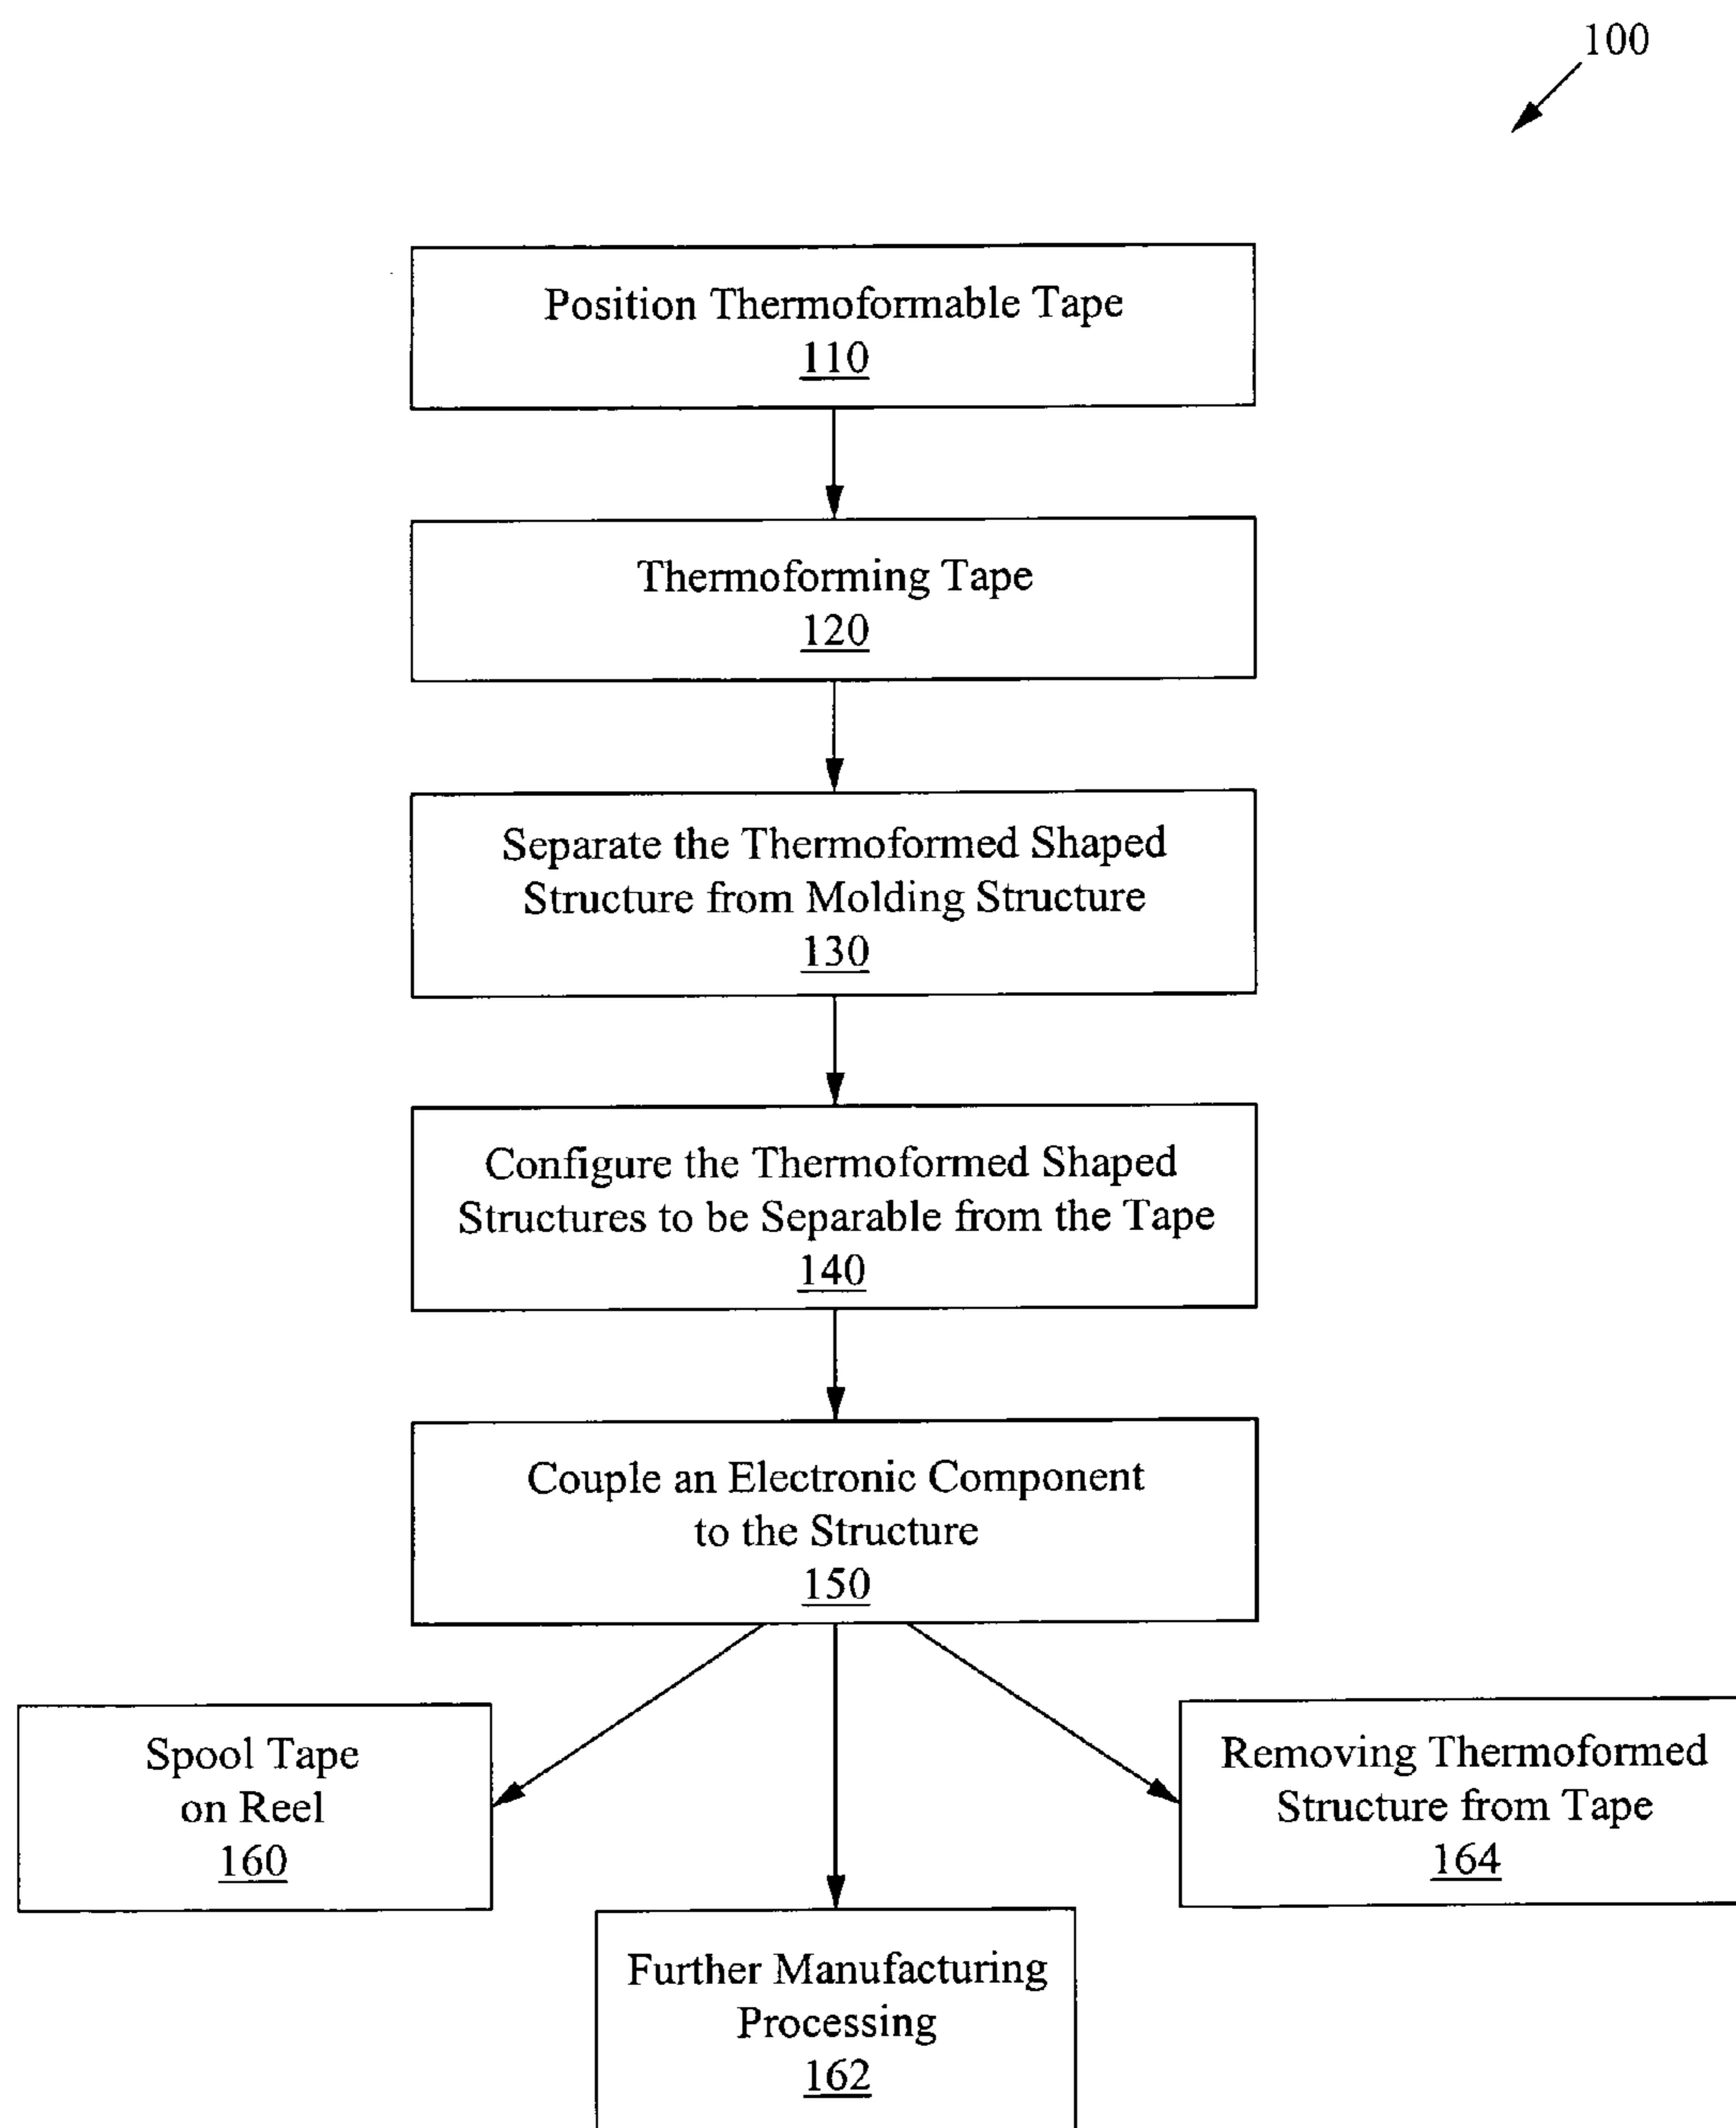 100
Position Thermoformable Tape
110
Thermoforming Tape
120
Separate the Thermoformed Shaped
Structure from Molding Structure
130
Configure the Thermoformed Shaped
Structures to be Separable from the Tape
140
Couple an Electronic Component
to the Structure
150
Spool Tape
on Reel
160
Further Manufacturing
Processing
162
Removing Thermoformed
Structure from Tape
164